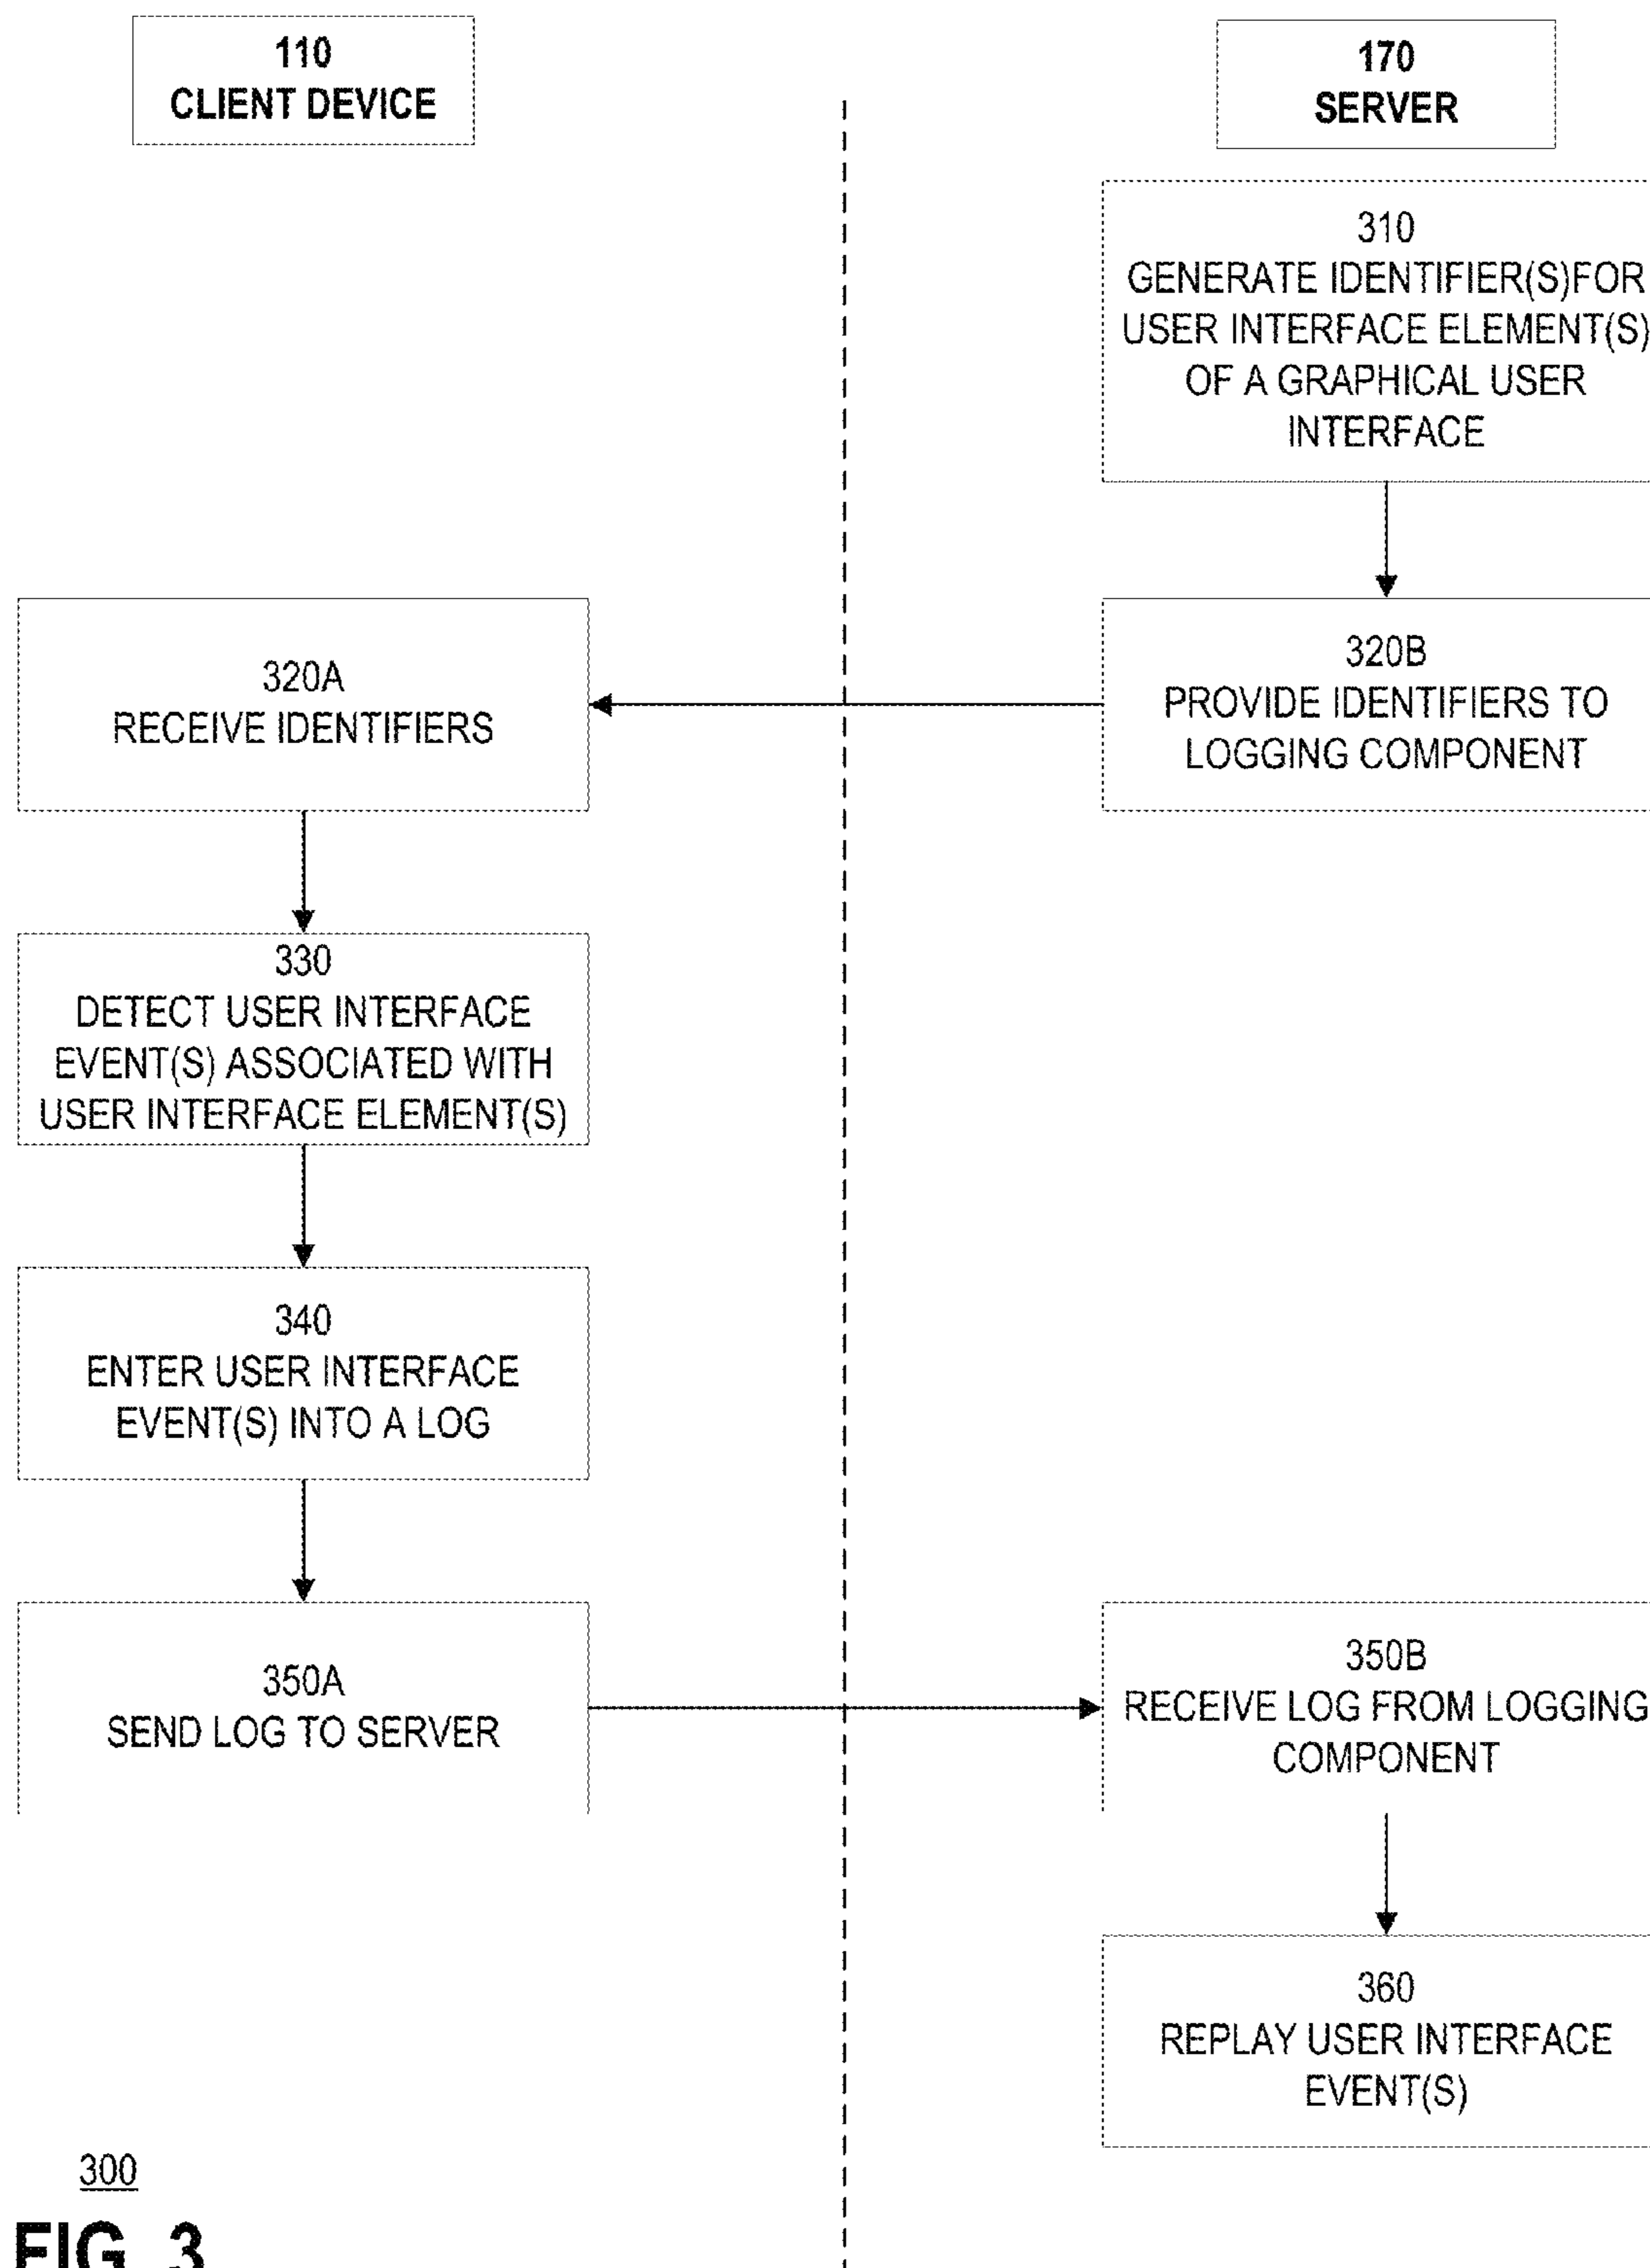 110
CLIENT DEVICE
170
SERVER
310
GENERATE IDENTIFIER(S)FOR
USER INTERFACE ELEMENT(S)
OF A GRAPHICAL USER
INTERFACE
320A
RECEIVE IDENTIFIERS
320B
PROVIDE IDENTIFIERS TO
LOGGING COMPONENT
330
DETECT USER INTERFACE
EVENT(S) ASSOCIATED WITH
USER INTERFACE ELEMENT(S)
340
ENTER USER INTERFACE
EVENT(S) INTO A LOG
350A
SEND LOG TO SERVER
350B
RECEIVE LOG FROM LOGGING
COMPONENT
360
REPLAY USER INTERFACE
EVENT(S)
300
FIG. 3